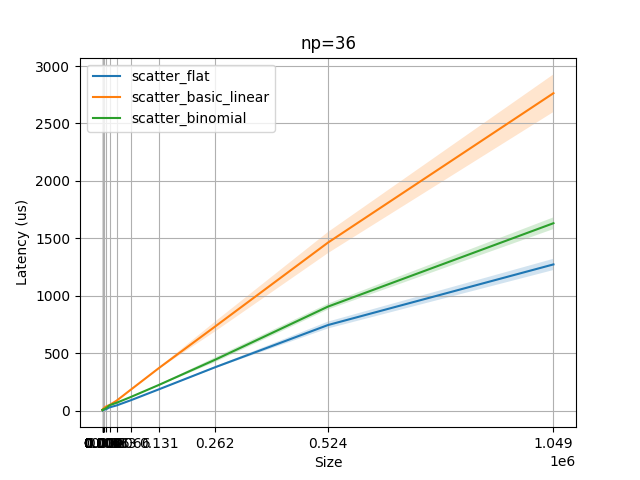 np=36
scatter_flat
scatter_basic_linear
scatter_binomial
Latency (us)
3000
2500
2000
1500
1000
500
0
0.131 0.262 0.524 1.049
1e6
Size